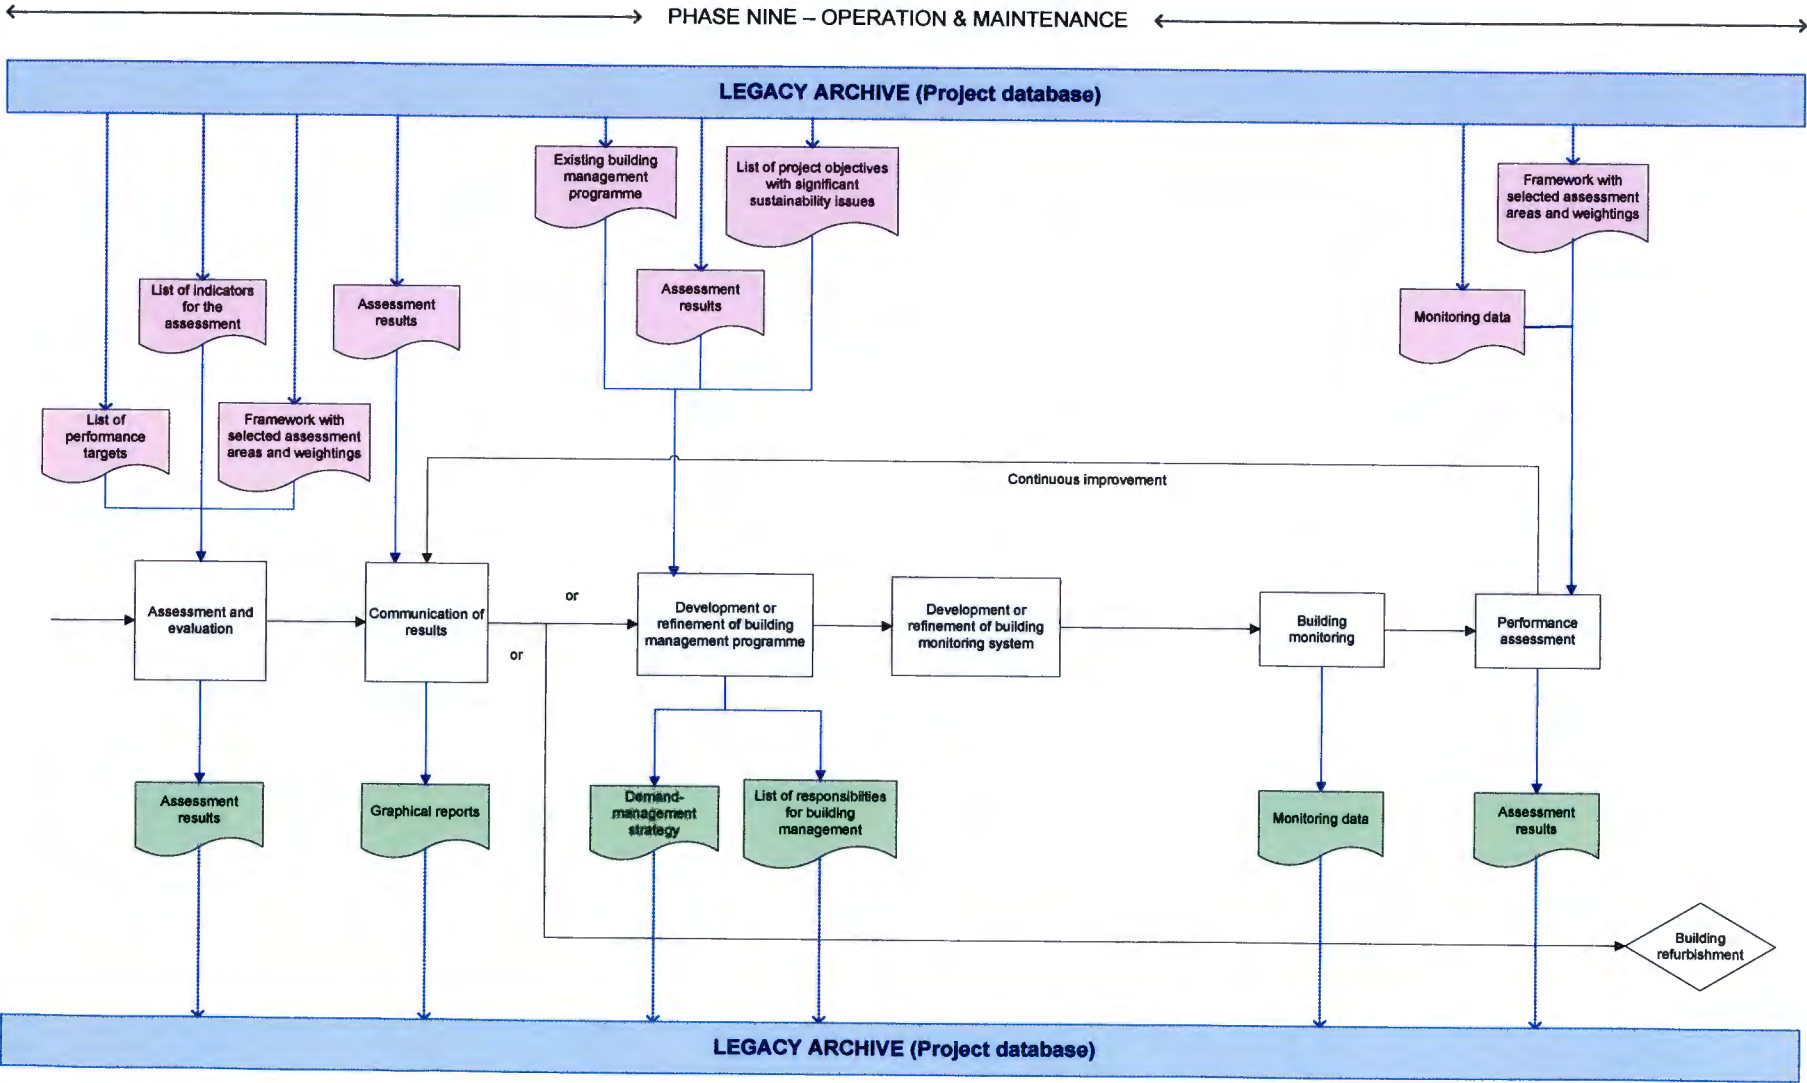 PHASE NINE – OPERATION & MAINTENANCE
LEGACY ARCHIVE (Project database)
Existing building
management
programme
List of project objectives
with significant
sustainability issues
Framework with
selected assessment
areas and weightings
List of indicators
for the
assessment
Assessment
results
Assessment
results
Monitoring data
List of
performance
targets
Framework with
selected assessment
areas and weightings
Continuous improvement
Assessment and
evaluation
Communication of
results
or
or
Development or
refinement of building
management programme
Development or
refinement of building
monitoring system
Building
monitoring
Performance
assessment
Assessment
results
Graphical reports
Demand-
management
strategy
List of responsibilties
for building
management
Monitoring data
Assessment
results
Building
refurbishment
LEGACY ARCHIVE (Project database)